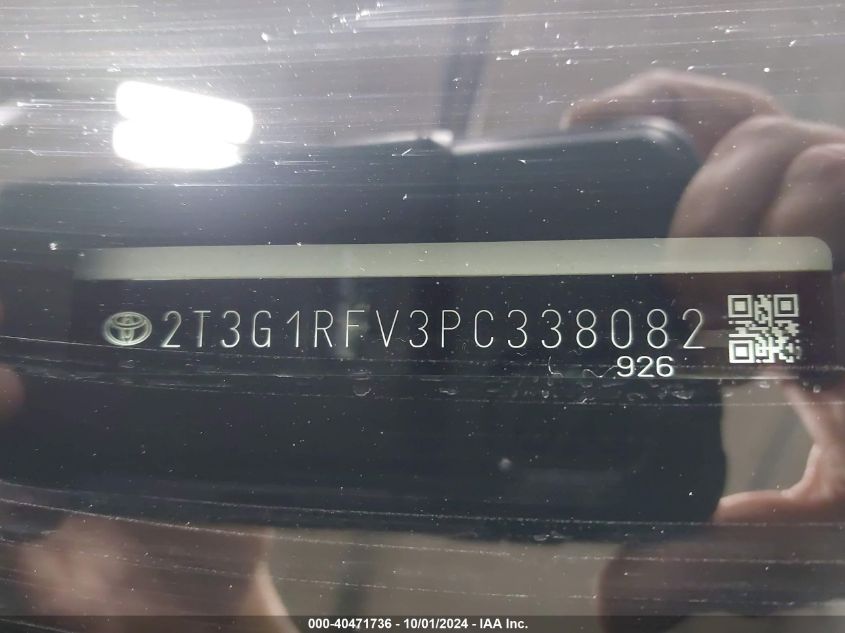 2T3G1RFV3PC338082
926
000-40471736 - 10/01/2024 - IAA Inc.